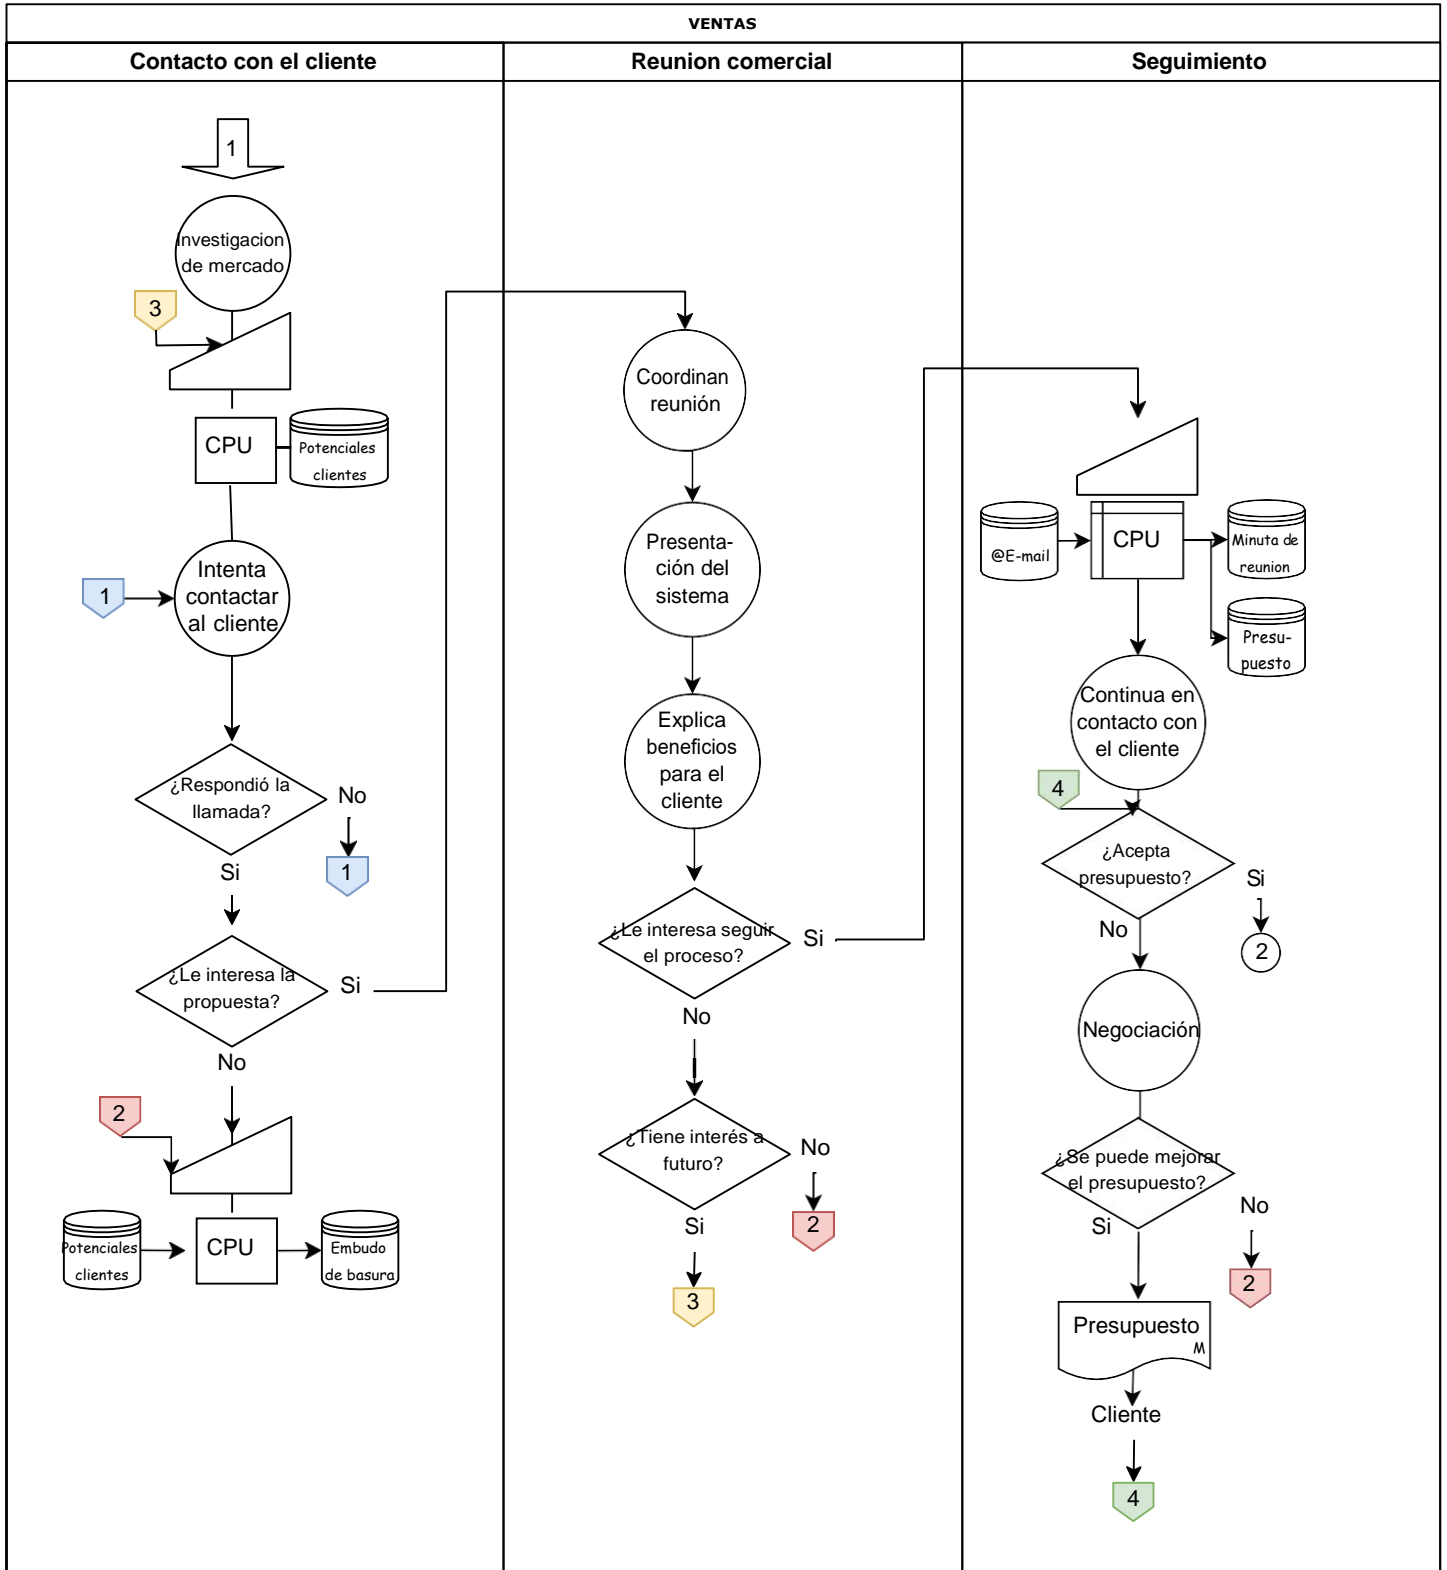 VENTAS
Contacto con el cliente
Reunion comercial
Seguimiento
1
Investigacion
de mercado
3
CPU
Potenciales
clientes
Intenta
contactar
al cliente
1
¿Respondió la
llamada?
No
1
Si
¿Le interesa la
propuesta?
Si
No
2
Potenciales
clientes
CPU
Embudo
de basura
Coordinan
reunión
Presenta-
ción del
sistema
Explica
beneficios
para el
cliente
¿Le interesa seguir
el proceso?
Si
No
¿Tiene interés a
futuro?
No
2
Si
3
@E-mail
CPU
Minuta de
reunion
Presu-
puesto
Continua en
contacto con
el cliente
4
¿Acepta
presupuesto?
Si
2
No
Negociación
¿Se puede mejorar
el presupuesto?
No
2
Si
Presupuesto
M
Cliente
4